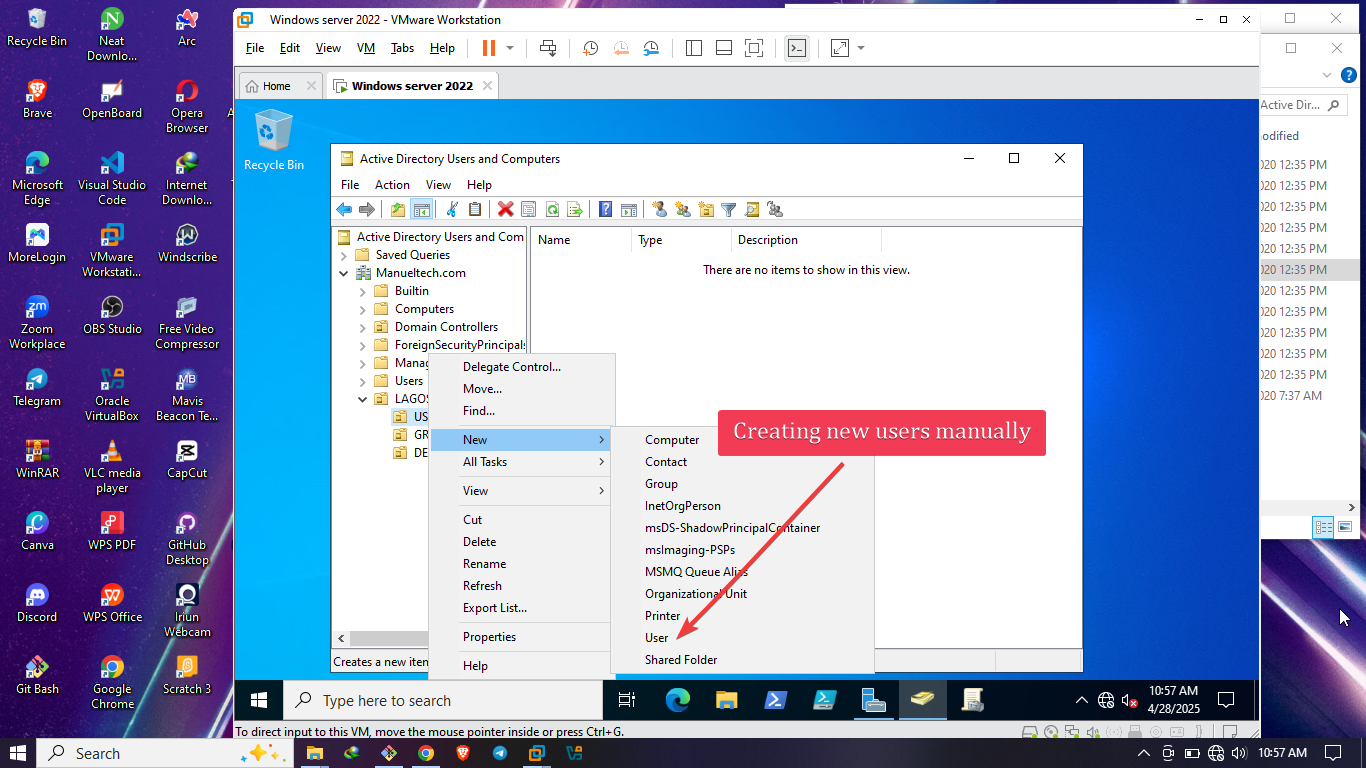 Recycle Bin
Neat Downlo...
Arc
Brave
OpenBoard
Opera Browser
Microsoft Edge
Visual Studio Code
Internet Downlo...
MoreLogin
VMware Workstati...
Windscribe
Zoom Workplace
OBS Studio
Free Video Compressor
Telegram
Oracle VirtualBox
Mavis Beacon Te...
WinRAR
VLC media player
CapCut
Canva
WPS PDF
GitHub Desktop
Discord
WPS Office
Iriun Webcam
Git Bash
Google Chrome
Scratch 3
Windows server 2022 - VMware Workstation
File Edit View VM Tabs Help
Home
Windows server 2022
Recycle Bin
Active Directory Users and Computers
File Action View Help
Active Directory Users and Com
Saved Queries
Manueltech.com
Builtin
Computers
Domain Controllers
ForeignSecurityPrincipals
Manag
Users
LAGOS
US
GR
DE
Name Type Description
There are no items to show in this view.
Delegate Control...
Move...
Find...
New
All Tasks
View
Cut
Delete
Rename
Refresh
Export List...
Properties
Help
Computer
Contact
Group
InetOrgPerson
msDS-ShadowPrincipalContainer
msImaging-PSPs
MSMQ Queue Alias
Organizational Unit
Printer
User
Shared Folder
Creating new users manually
Creates a new item
Type here to search
10:57 AM
4/28/2025
To direct input to this VM, move the mouse pointer inside or press Ctrl+G.
Active Dir...
odified
020 12:35 PM
020 12:35 PM
020 12:35 PM
020 12:35 PM
020 12:35 PM
020 12:35 PM
020 12:35 PM
020 12:35 PM
020 12:35 PM
020 12:35 PM
020 12:35 PM
020 7:37 AM
Search
10:57 AM